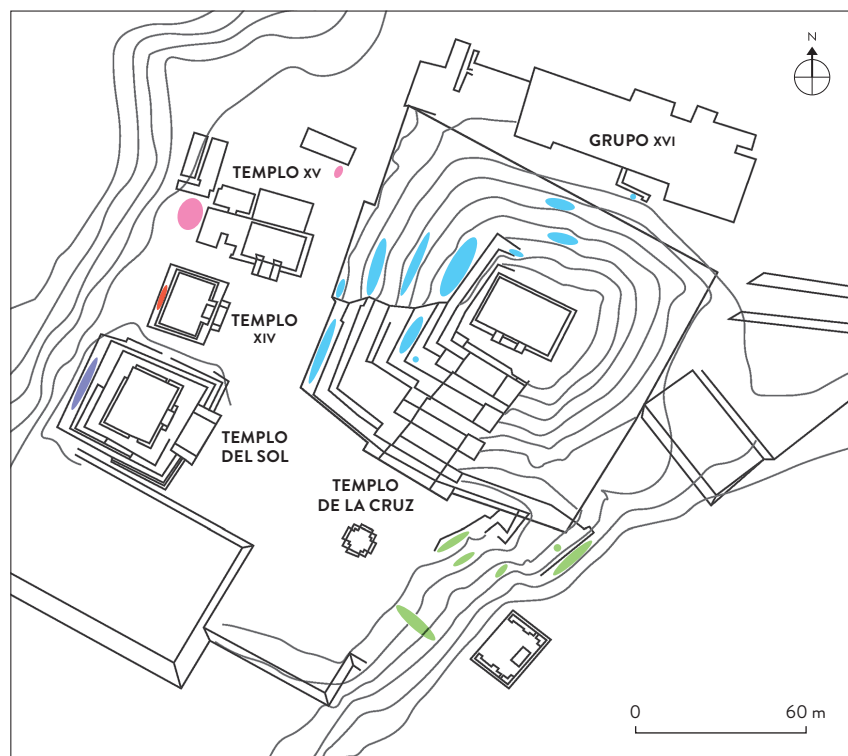 N
GRUPO XVI
TEMPLO XV
TEMPLO
XIV
TEMPLO
DEL SOL
TEMPLO
DE LA CRUZ
0 60 m